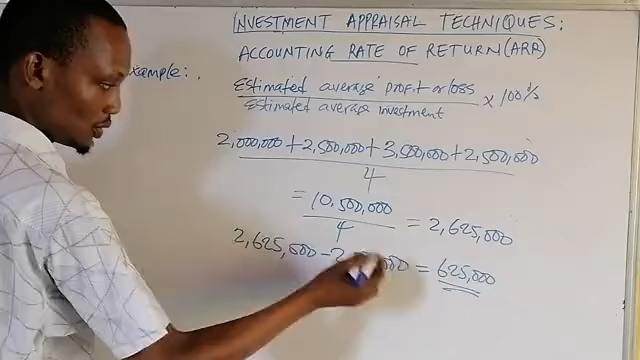 INVESTMENT APPRAISAL TECHNIQUES:
ACCOUNTING RATE OF RETURN (ARR)
example:
Estimated average profit or loss
Estimated average investment
× 100%
2,000,000 + 2,500,000 + 3,500,000 + 2,500,000
4
= 10,500,000
4
= 2,625,000
2,625,000 - = 625,000